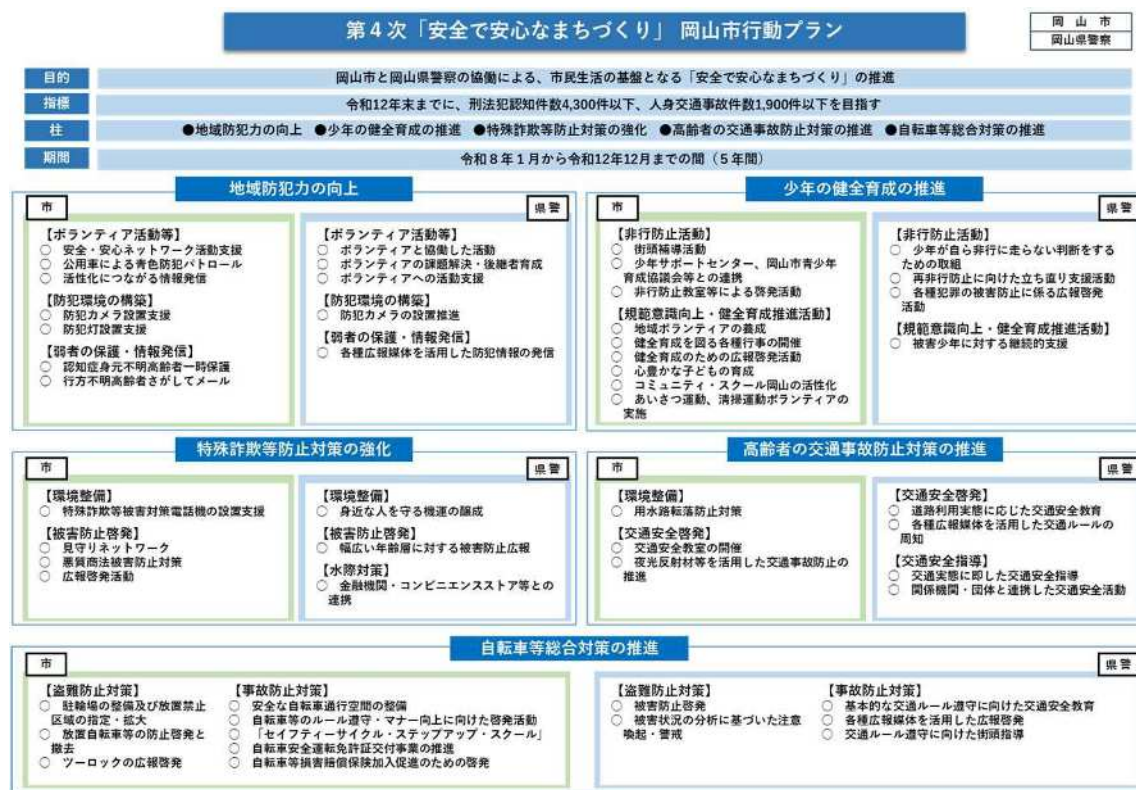 第４次「安全で安心なまちづくり」 岡山市行動プラン
岡 山 市
岡山県警察
目的
岡山市と岡山県警察の協働による、市民生活の基盤となる「安全で安心なまちづくり」の推進
指標
令和12年末までに、刑法犯認知件数4,300件以下、人身交通事故件数1,900件以下を目指す
柱
●地域防犯力の向上 ●少年の健全育成の推進 ●特殊詐欺等防止対策の強化 ●高齢者の交通事故防止対策の推進 ●自転車等総合対策の推進
期間
令和８年１月から令和12年12月までの間（５年間）
地域防犯力の向上
市
【ボランティア活動等】
○ 安全・安心ネットワーク活動支援
○ 公用車による青色防犯パトロール
○ 活性化につながる情報発信
【防犯環境の構築】
○ 防犯カメラ設置支援
○ 防犯灯設置支援
【弱者の保護・情報発信】
○ 認知症身元不明高齢者一時保護
○ 行方不明高齢者さがしてメール
県警
【ボランティア活動等】
○ ボランティアと協働した活動
○ ボランティアの課題解決・後継者育成
○ ボランティアへの活動支援
【防犯環境の構築】
○ 防犯カメラの設置推進
【弱者の保護・情報発信】
○ 各種広報媒体を活用した防犯情報の発信
少年の健全育成の推進
市
【非行防止活動】
○ 街頭補導活動
○ 少年サポートセンター、岡山市青少年
育成協議会等との連携
○ 非行防止教室等による啓発活動
【規範意識向上・健全育成推進活動】
○ 地域ボランティアの養成
○ 健全育成を図る各種行事の開催
○ 健全育成のための広報啓発活動
○ 心豊かな子どもの育成
○ コミュニティ・スクール岡山の活性化
○ あいさつ運動、清掃運動ボランティアの
実施
県警
【非行防止活動】
○ 少年が自ら非行に走らない判断をする
ための取組
○ 再非行防止に向けた立ち直り支援活動
○ 各種犯罪の被害防止に係る広報啓発
活動
【規範意識向上・健全育成推進活動】
○ 被害少年に対する継続的支援
特殊詐欺等防止対策の強化
市
【環境整備】
○ 特殊詐欺等被害対策電話機の設置支援
【被害防止啓発】
○ 見守りネットワーク
○ 悪質商法被害防止対策
○ 広報啓発活動
県警
【環境整備】
○ 身近な人を守る機運の醸成
【被害防止啓発】
○ 幅広い年齢層に対する被害防止広報
【水際対策】
○ 金融機関・コンビニエンスストア等との
連携
高齢者の交通事故防止対策の推進
市
【環境整備】
○ 用水路転落防止対策
【交通安全啓発】
○ 交通安全教室の開催
○ 夜光反射材等を活用した交通事故防止の
推進
県警
【交通安全啓発】
○ 道路利用実態に応じた交通安全教育
○ 各種広報媒体を活用した交通ルールの
周知
【交通安全指導】
○ 交通実態に即した交通安全指導
○ 関係機関・団体と連携した交通安全活動
自転車等総合対策の推進
市
【盗難防止対策】
○ 駐輪場の整備及び放置禁止
区域の指定・拡大
○ 放置自転車等の防止啓発と
撤去
○ ツーロックの広報啓発
【事故防止対策】
○ 安全な自転車通行空間の整備
○ 自転車等のルール遵守・マナー向上に向けた啓発活動
○ 「セイフティーサイクル・ステップアップ・スクール」
○ 自転車安全運転免許証交付事業の推進
○ 自転車等損害賠償保険加入促進のための啓発
県警
【盗難防止対策】
○ 被害防止啓発
○ 被害状況の分析に基づいた注意
喚起・警戒
【事故防止対策】
○ 基本的な交通ルール遵守に向けた交通安全教育
○ 各種広報媒体を活用した広報啓発
○ 交通ルール遵守に向けた街頭指導